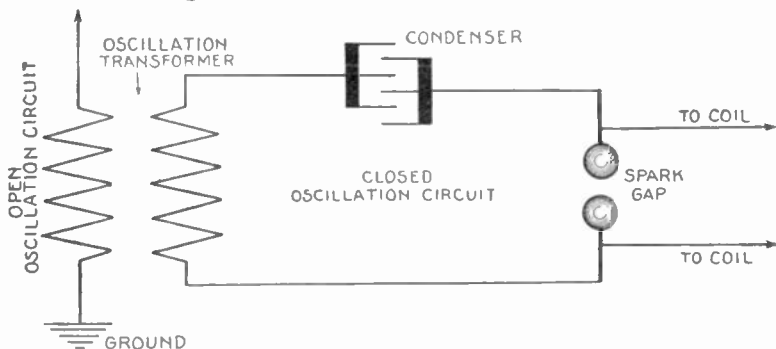 OSCILLATION
TRANSFORMER
CONDENSER
OPEN
OSCILLATION CIRCUIT
CLOSED
OSCILLATION CIRCUIT
TO COIL
SPARK
GAP
TO COIL
GROUND